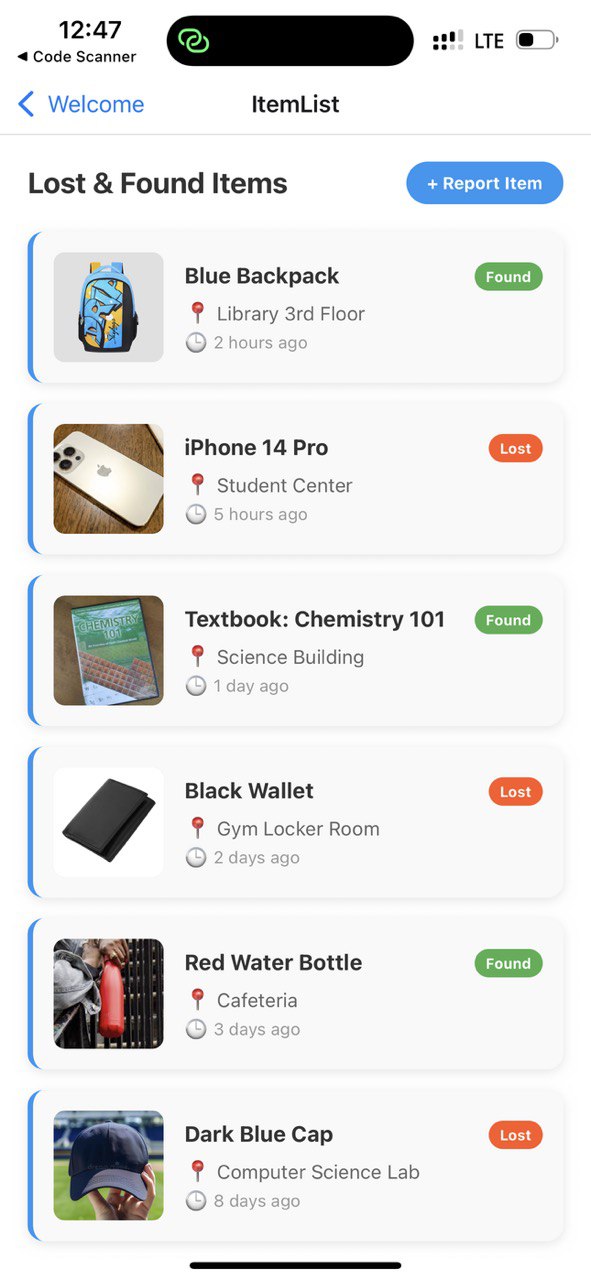 12:47
◀ Code Scanner
LTE
Welcome
ItemList
Lost & Found Items
+ Report Item
Blue Backpack
Found
📍 Library 3rd Floor
🕒 2 hours ago
iPhone 14 Pro
Lost
📍 Student Center
🕒 5 hours ago
CHEMISTRY
101
Textbook: Chemistry 101
Found
📍 Science Building
🕒 1 day ago
Black Wallet
Lost
📍 Gym Locker Room
🕒 2 days ago
Red Water Bottle
Found
📍 Cafeteria
🕒 3 days ago
Dark Blue Cap
Lost
📍 Computer Science Lab
🕒 8 days ago